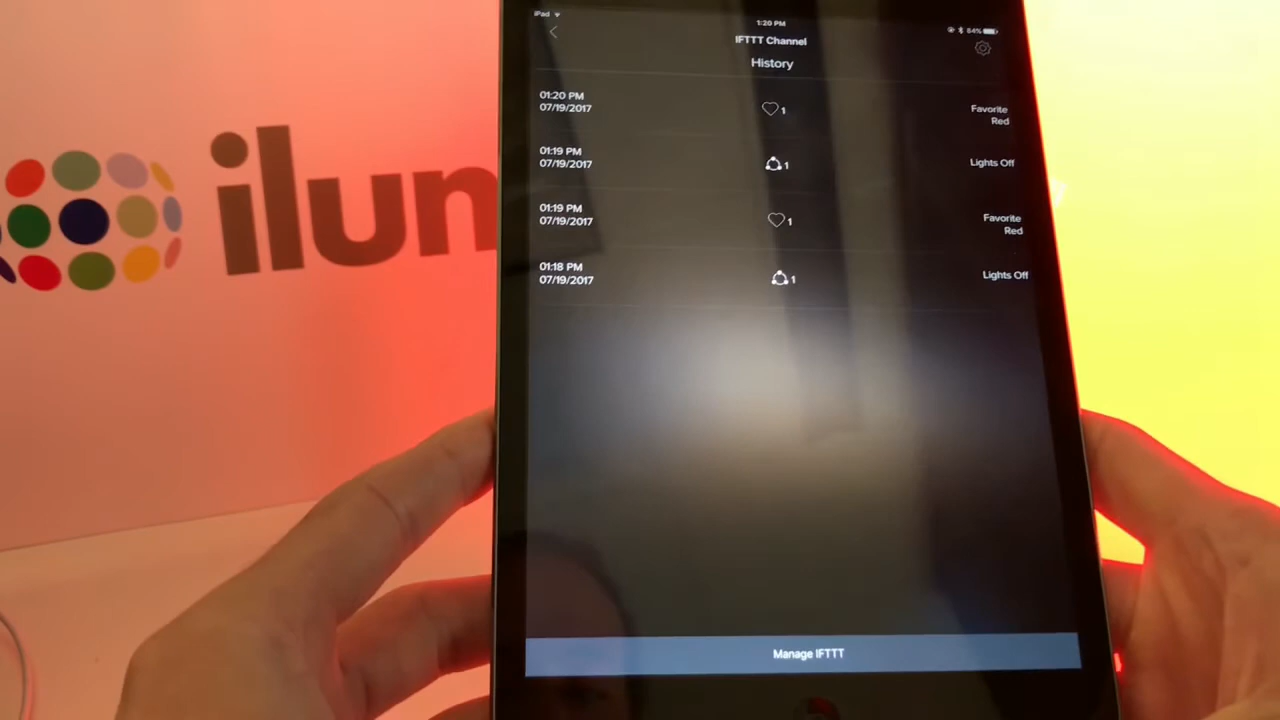 ilum
iPad
1:20 PM
84%
IFTTT Channel
History
01:20 PM
07/19/2017
1
Favorite
Red
01:19 PM
07/19/2017
1
Lights Off
01:19 PM
07/19/2017
1
Favorite
Red
01:18 PM
07/19/2017
1
Lights Off
Manage IFTTT